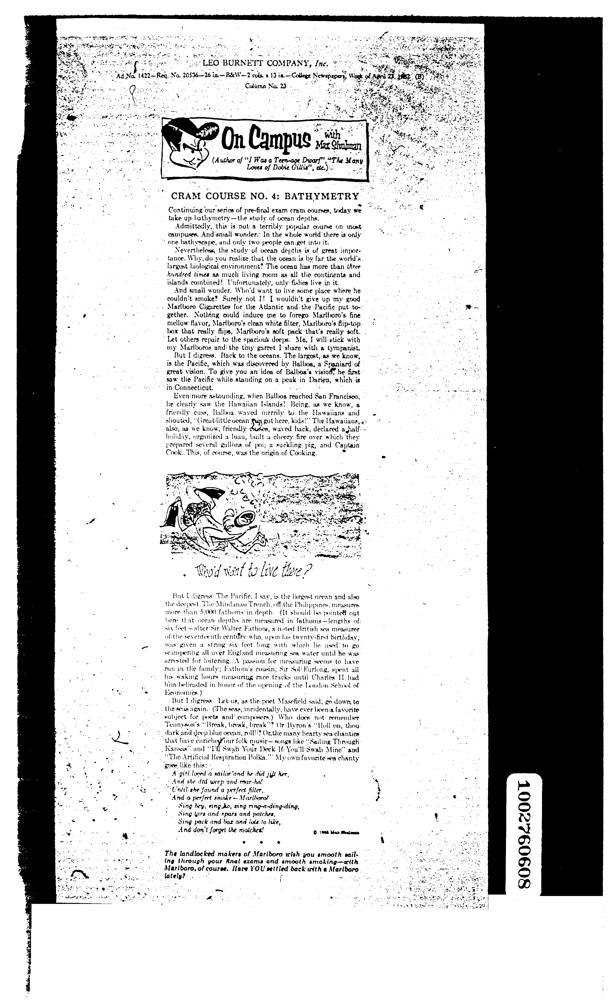 LEO BURNETT COMPANY, Inc.
Ad No. 1422—Req. No. 20536—26 in.—B&W—2 cols. x 13 in.—College Newspapers, Week of April 23, (B)
Column No. 23
On Campus with Max Shulman
(Author of "I Was a Teen-age Dwarf", "The Many
Loves of Dobie Gillis", etc.)
CRAM COURSE NO. 4: BATHYMETRY
Continuing our series of pre-final exam cram courses, today we
take up bathymetry—the study of ocean depths.
Admittedly, this is not a terribly popular course on most
campuses. And small wonder. In the whole world there is only
one bathyscape, and only two people can get into it.
Nevertheless, the study of ocean depths is of great impor-
tance. Why, do you realize that the ocean is by far the world's
largest biological environment? The ocean has more than three
hundred times as much living room as all the continents and
islands combined! Unfortunately, only fishes live in it.
And small wonder. Who'd want to live some place where he
couldn't smoke? Surely not I! I wouldn't give up my good
Marlboro Cigarettes for the Atlantic and the Pacific put to-
gether. Nothing could induce me to forego Marlboro's fine
mellow flavor, Marlboro's clean white filter, Marlboro's flip-top
box that really flips, Marlboro's soft pack that's really soft.
Let others repair to the spacious deeps. Me, I will stick with
my Marlboros and the tiny garret I share with a tympanist.
But I digress. Back to the oceans. The largest, as we know,
is the Pacific, which was discovered by Balboa, a Spaniard of
great vision. To give you an idea of Balboa's vision, he first
saw the Pacific while standing on a peak in Darien, which is
in Connecticut.
Even more astounding, when Balboa reached San Francisco,
he clearly saw the Hawaiian Islands! Being, as we know, a
friendly cuss, Balboa waved merrily to the Hawaiians and
shouted, "Great little ocean you got here, kids!" The Hawaiians,
also, as we know, friendly cusses, waved back, declared a half
holiday, organized a luau, built a cheery fire over which they
prepared several gallons of poi, a suckling pig, and Captain
Cook. This, of course, was the origin of Cooking.
Who'd want to live there?
But I digress. The Pacific, I say, is the largest ocean and also
the deepest. The Mindanao Trench, off the Philippines, measures
more than 5,000 fathoms in depth. (It should be pointed out
here that ocean depths are measured in fathoms—lengths of
six feet—after Sir Walter Fathom, a noted British sea measurer
of the seventeenth century who, upon his twenty-first birthday,
was given a string six feet long with which he used to go
scampering all over England measuring sea water until he was
arrested for loitering. A passion for measuring seems to have
run in the family; Fathom's cousin, Sir Sol Furlong, spent all
his waking hours measuring race tracks until Charles II had
him beheaded in honor of the opening of the London School of
Economics.)
But I digress. Let us, as the poet Masefield said, go down to
the seas again. (The seas, incidentally, have ever been a favorite
subject for poets and composers.) Who does not remember
Tennyson's "Break, break, break"? Or Byron's "Roll on, thou
dark and deep blue ocean, roll"? Or the many hearty sea chanties
that have enriched our folk music—songs like "Sailing Through
Kansas" and "I'll Swab Your Deck If You'll Swab Mine" and
"The Artificial Respiration Polka." My own favorite sea chanty
goes like this:
A girl loved a sailor and he did jilt her,
And she did weep and roar-ho!
Until she found a perfect filter,
And a perfect smoke—Marlboro!
Sing hey, sing ho, sing ring-a-ding-ding,
Sing tars and spars and patches,
Sing pack and box and lots to like,
And don't forget the matches!
© Max Shulman
* * *
The landlocked makers of Marlboro wish you smooth sail-
ing through your final exams and smooth smoking—with
Marlboro, of course. Have YOU settled back with a Marlboro
lately?
1002760608